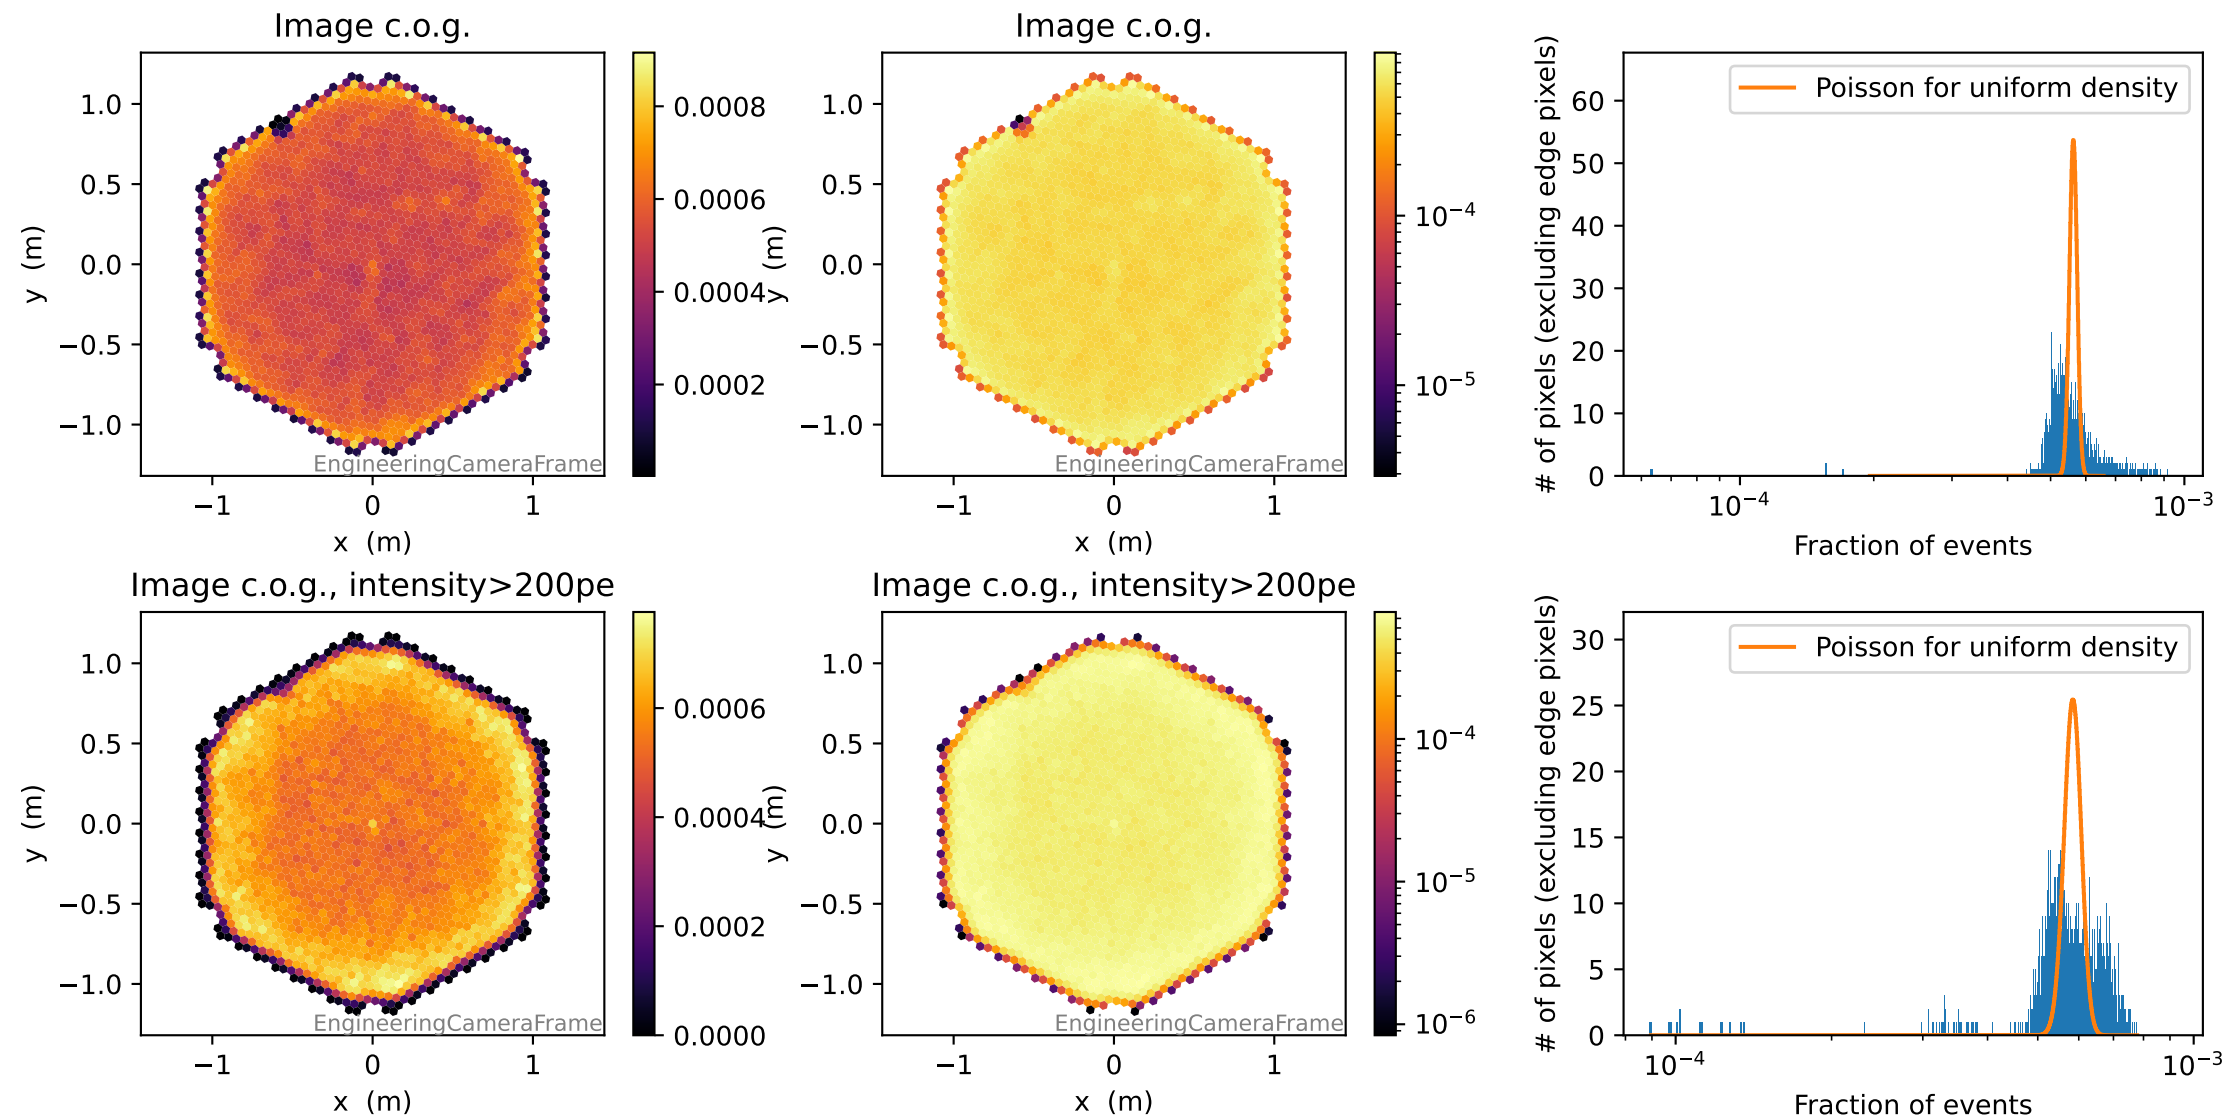 Image c.o.g.
1.0
0.5
0.0
−0.5
−1.0
y (m)
−1
0
1
x (m)
EngineeringCameraFrame
0.0008
0.0006
0.0004
0.0002
Image c.o.g.
1.0
0.5
0.0
−0.5
−1.0
y (m)
−1
0
1
x (m)
EngineeringCameraFrame
10⁻⁴
10⁻⁵
Poisson for uniform density
60
50
40
30
20
10
0
# of pixels (excluding edge pixels)
10⁻⁴
10⁻³
Fraction of events
Image c.o.g., intensity>200pe
1.0
0.5
0.0
−0.5
−1.0
y (m)
−1
0
1
x (m)
EngineeringCameraFrame
0.0006
0.0004
0.0002
0.0000
Image c.o.g., intensity>200pe
1.0
0.5
0.0
−0.5
−1.0
y (m)
−1
0
1
x (m)
EngineeringCameraFrame
10⁻⁴
10⁻⁵
10⁻⁶
Poisson for uniform density
30
25
20
15
10
5
0
# of pixels (excluding edge pixels)
10⁻⁴
10⁻³
Fraction of events